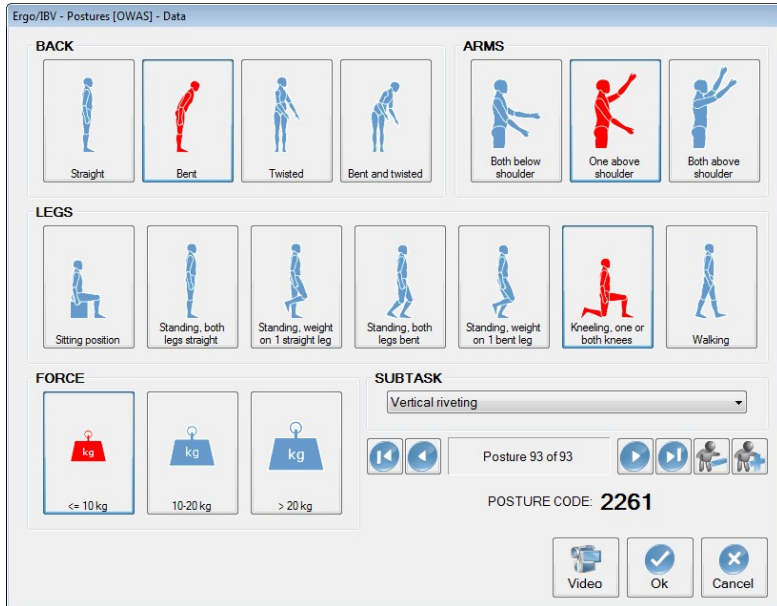 Ergo/IBV - Postures [OWAS] - Data
BACK
Straight
Bent
Twisted
Bent and twisted
ARMS
Both below
shoulder
One above
shoulder
Both above
shoulder
LEGS
Sitting position
Standing, both
legs straight
Standing, weight
on 1 straight leg
Standing, both
legs bent
Standing, weight
on 1 bent leg
Kneeling, one or
both knees
Walking
FORCE
kg
<= 10 kg
kg
10-20 kg
kg
> 20 kg
SUBTASK
Vertical riveting
Posture 93 of 93
POSTURE CODE: 2261
Video
Ok
Cancel